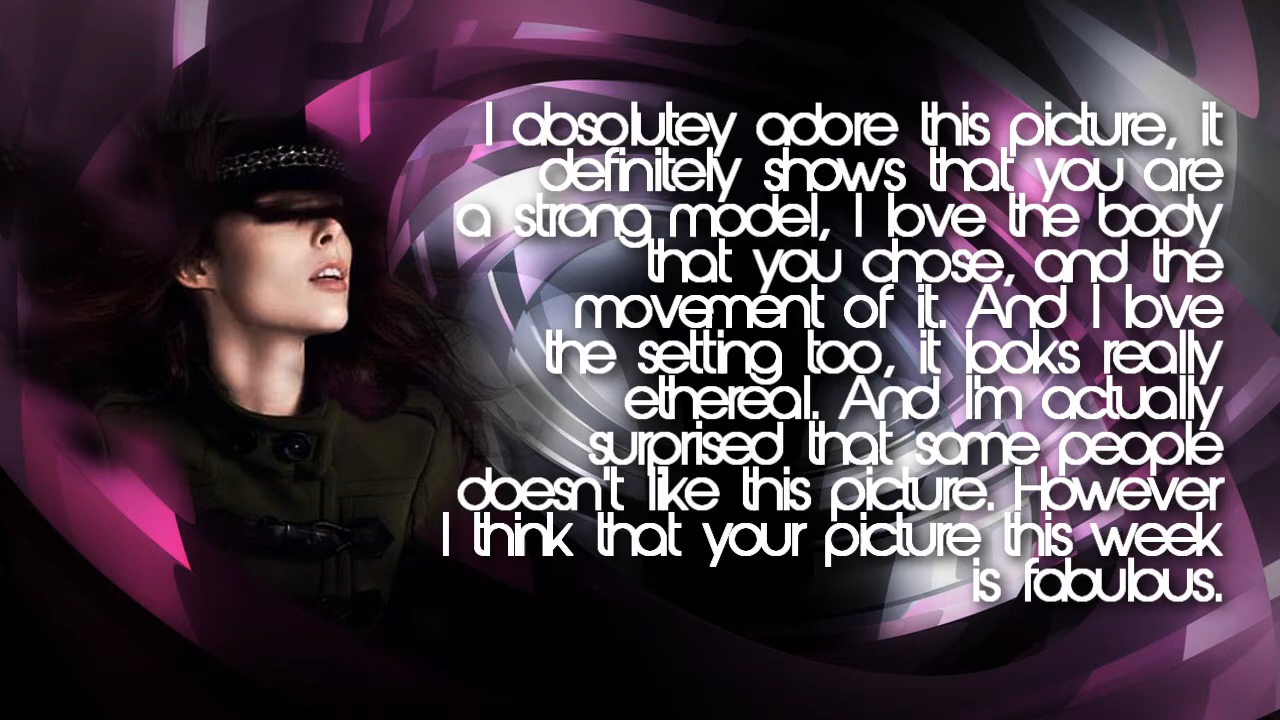 I absolutey adore this picture, it
definitely shows that you are
a strong model, I love the body
that you chose, and the
movement of it. And I love
the setting too, it looks really
ethereal. And I'm actually
surprised that some people
doesn't like this picture. However
I think that your picture this week
is fabulous.